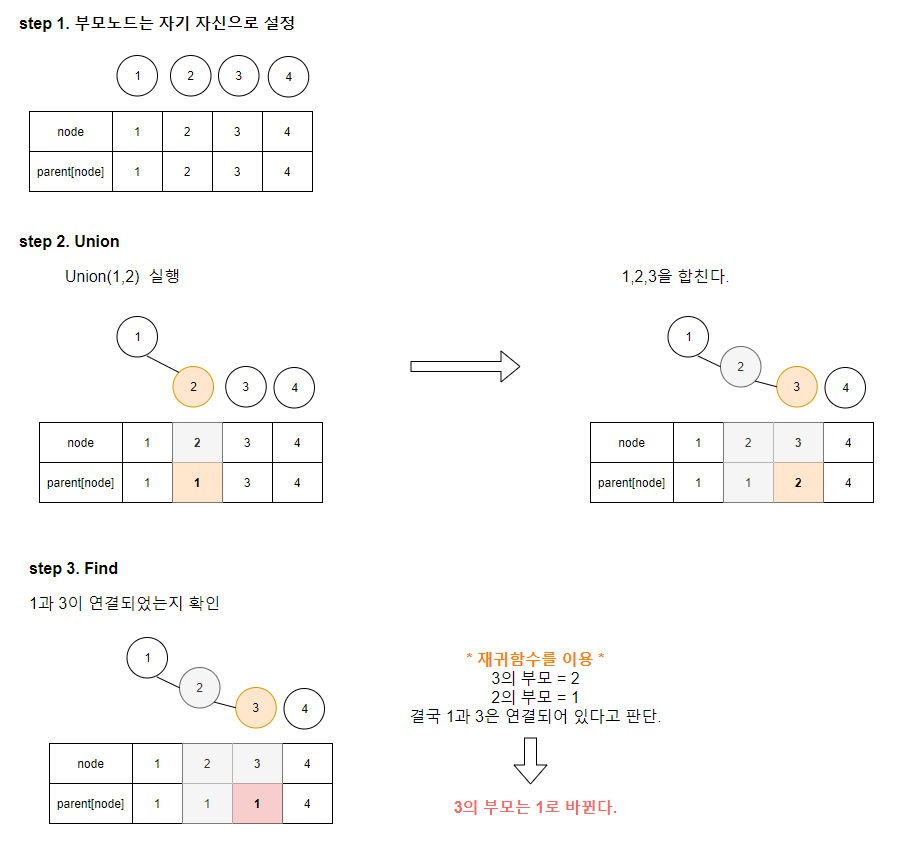 step 1. 부모노드는 자기 자신으로 설정
1 2 3 4
node 1 2 3 4
parent[node] 1 2 3 4
step 2. Union
Union(1,2) 실행
1
2 3 4
node 1 2 3 4
parent[node] 1 1 3 4
1,2,3을 합친다.
1
2
3 4
node 1 2 3 4
parent[node] 1 1 2 4
step 3. Find
1과 3이 연결되었는지 확인
1
2
3 4
node 1 2 3 4
parent[node] 1 1 1 4
* 재귀함수를 이용 *
3의 부모 = 2
2의 부모 = 1
결국 1과 3은 연결되어 있다고 판단.
3의 부모는 1로 바뀐다.